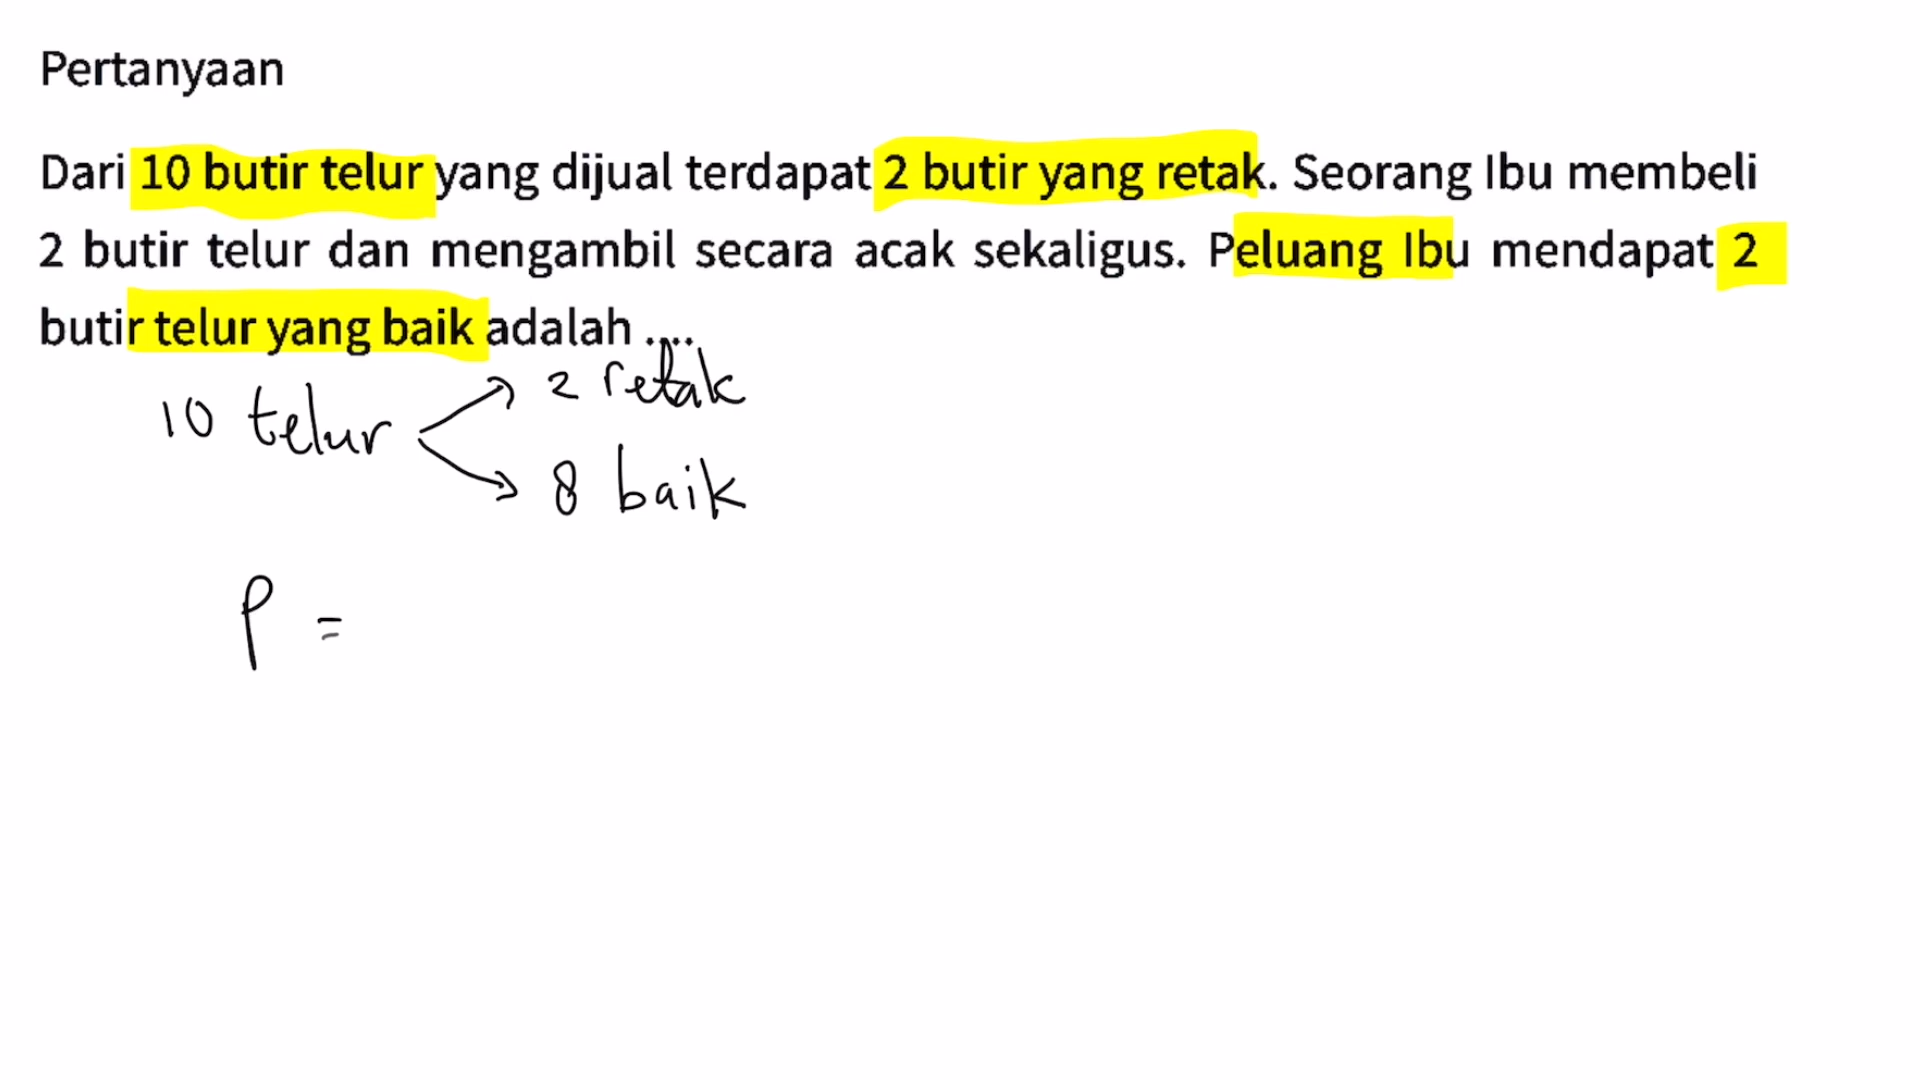 Pertanyaan
Dari 10 butir telur yang dijual terdapat 2 butir yang retak. Seorang Ibu membeli
2 butir telur dan mengambil secara acak sekaligus. Peluang Ibu mendapat 2
butir telur yang baik adalah ....
2 retak
10 telur
8 baik
P =